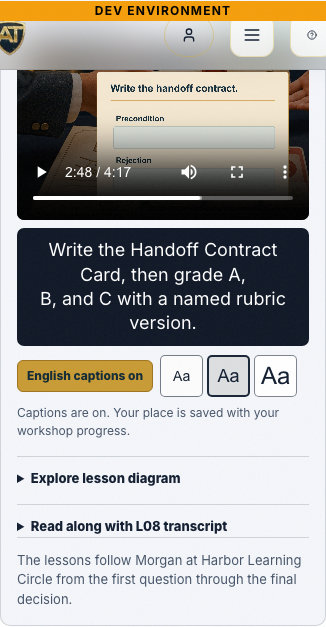 DEV ENVIRONMENT
AT
Write the handoff contract.
Precondition
Rejection
2:48 / 4:17
Write the Handoff Contract
Card, then grade A,
B, and C with a named rubric
version.
English captions on
Aa
Aa
Aa
Captions are on. Your place is saved with your
workshop progress.
Explore lesson diagram
Read along with L08 transcript
The lessons follow Morgan at Harbor Learning
Circle from the first question through the final
decision.